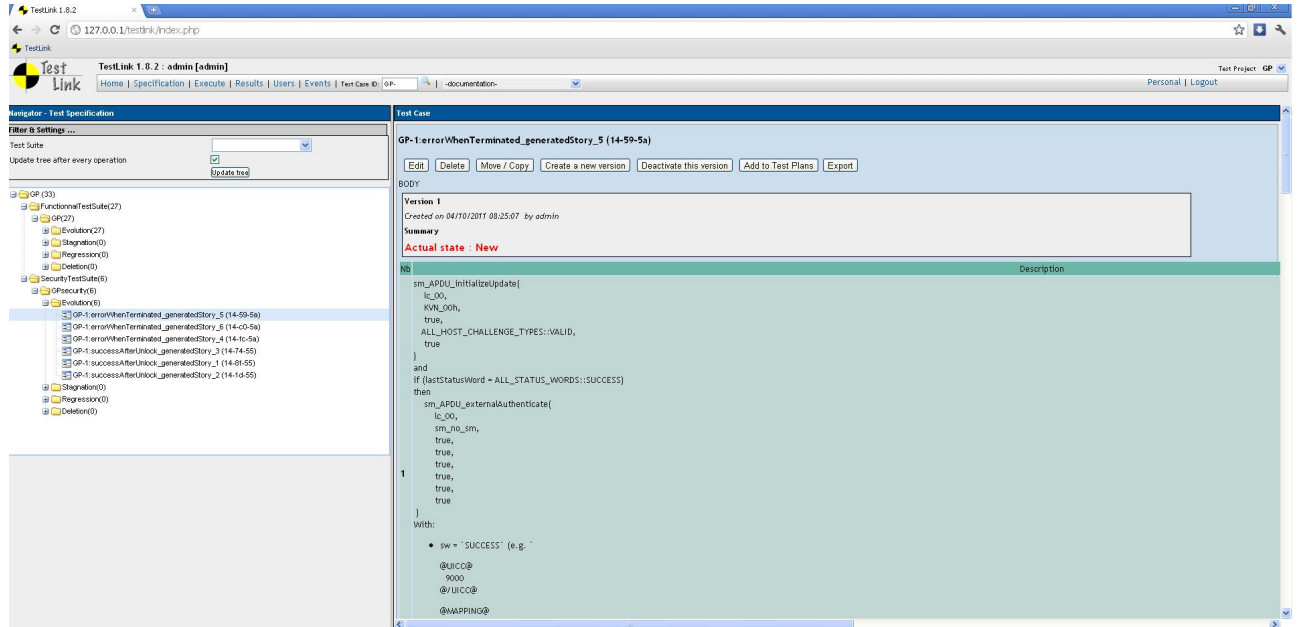 TestLink 1.8.2
127.0.0.1/testlink/index.php
TestLink
Test Link
TestLink 1.8.2 : admin [admin]
Test Project GP
Home | Specification | Execute | Results | Users | Events | Test Case ID: GP- | -documentation-
Personal | Logout
Navigator - Test Specification
Filter & Settings ...
Test Suite
Update tree after every operation
Update tree
GP (33)
FunctionnalTestSuite(27)
GP(27)
Evolution(27)
Stagnation(0)
Regression(0)
Deletion(0)
SecurityTestSuite(6)
GPsecurity(6)
Evolution(6)
GP-1:errorWhenTerminated_generatedStory_5 (14-59-5a)
GP-1:errorWhenTerminated_generatedStory_6 (14-c0-5a)
GP-1:errorWhenTerminated_generatedStory_4 (14-1c-5a)
GP-1:successAfterUnlock_generatedStory_3 (14-74-55)
GP-1:successAfterUnlock_generatedStory_1 (14-8f-55)
GP-1:successAfterUnlock_generatedStory_2 (14-1d-55)
Stagnation(0)
Regression(0)
Deletion(0)
Test Case
GP-1:errorWhenTerminated_generatedStory_5 (14-59-5a)
Edit Delete Move / Copy Create a new version Deactivate this version Add to Test Plans Export
BODY
Version 1
Created on 04/10/2011 08:25:07 by admin
Summary
Actual state : New
Nb Description
1
sm_APDU_initializeUpdate(
lc_00,
KVN_00h,
true,
ALL_HOST_CHALLENGE_TYPES::VALID,
true
)
and
if (lastStatusWord = ALL_STATUS_WORDS::SUCCESS)
then
sm_APDU_externalAuthenticate(
lc_00,
sm_no_sm,
true,
true,
true,
true,
true,
true
)
With:
• sw = `SUCCESS` (e.g. `
@UICC@
9000
@/UICC@
@MAPPING@